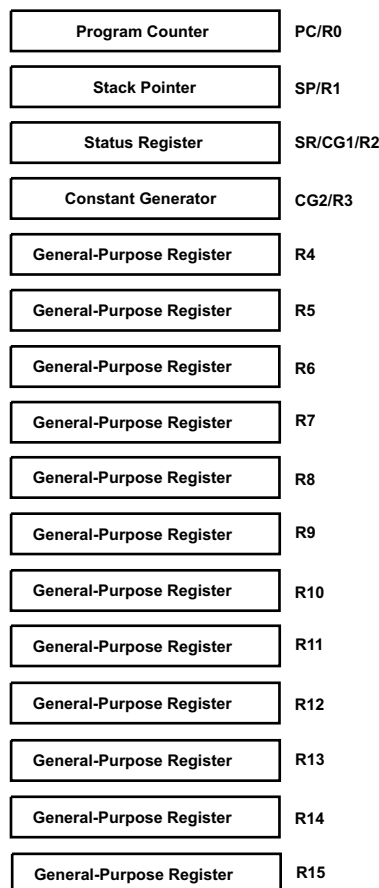 Program Counter PC/R0
Stack Pointer SP/R1
Status Register SR/CG1/R2
Constant Generator CG2/R3
General-Purpose Register R4
General-Purpose Register R5
General-Purpose Register R6
General-Purpose Register R7
General-Purpose Register R8
General-Purpose Register R9
General-Purpose Register R10
General-Purpose Register R11
General-Purpose Register R12
General-Purpose Register R13
General-Purpose Register R14
General-Purpose Register R15